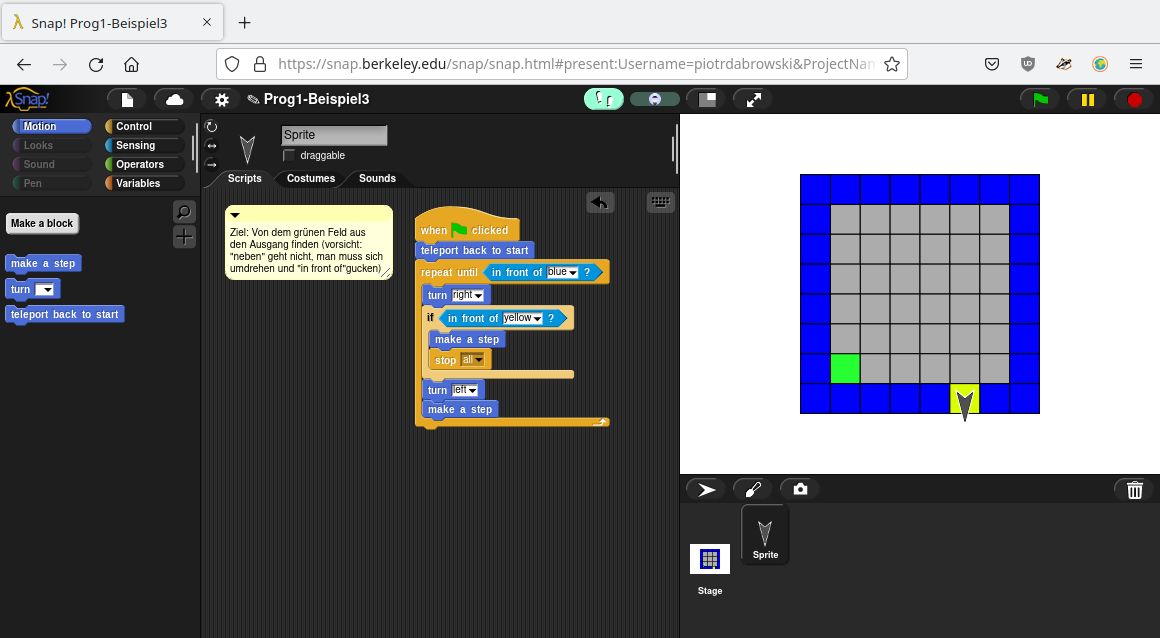 Snap! Prog1-Beispiel3
https://snap.berkeley.edu/snap/snap.html#present:Username=piotrdabrowski&ProjectNam
Snap!
Prog1-Beispiel3
Motion
Control
Looks
Sensing
Sound
Operators
Pen
Variables
Make a block
make a step
turn
teleport back to start
Sprite
draggable
Scripts
Costumes
Sounds
Ziel: Von dem grünen Feld aus
den Ausgang finden (vorsicht:
"neben" geht nicht, man muss sich
umdrehen und "in front of"gucken)
when clicked
teleport back to start
repeat until in front of blue ?
turn right
if in front of yellow ?
make a step
stop all
turn left
make a step
Stage
Sprite